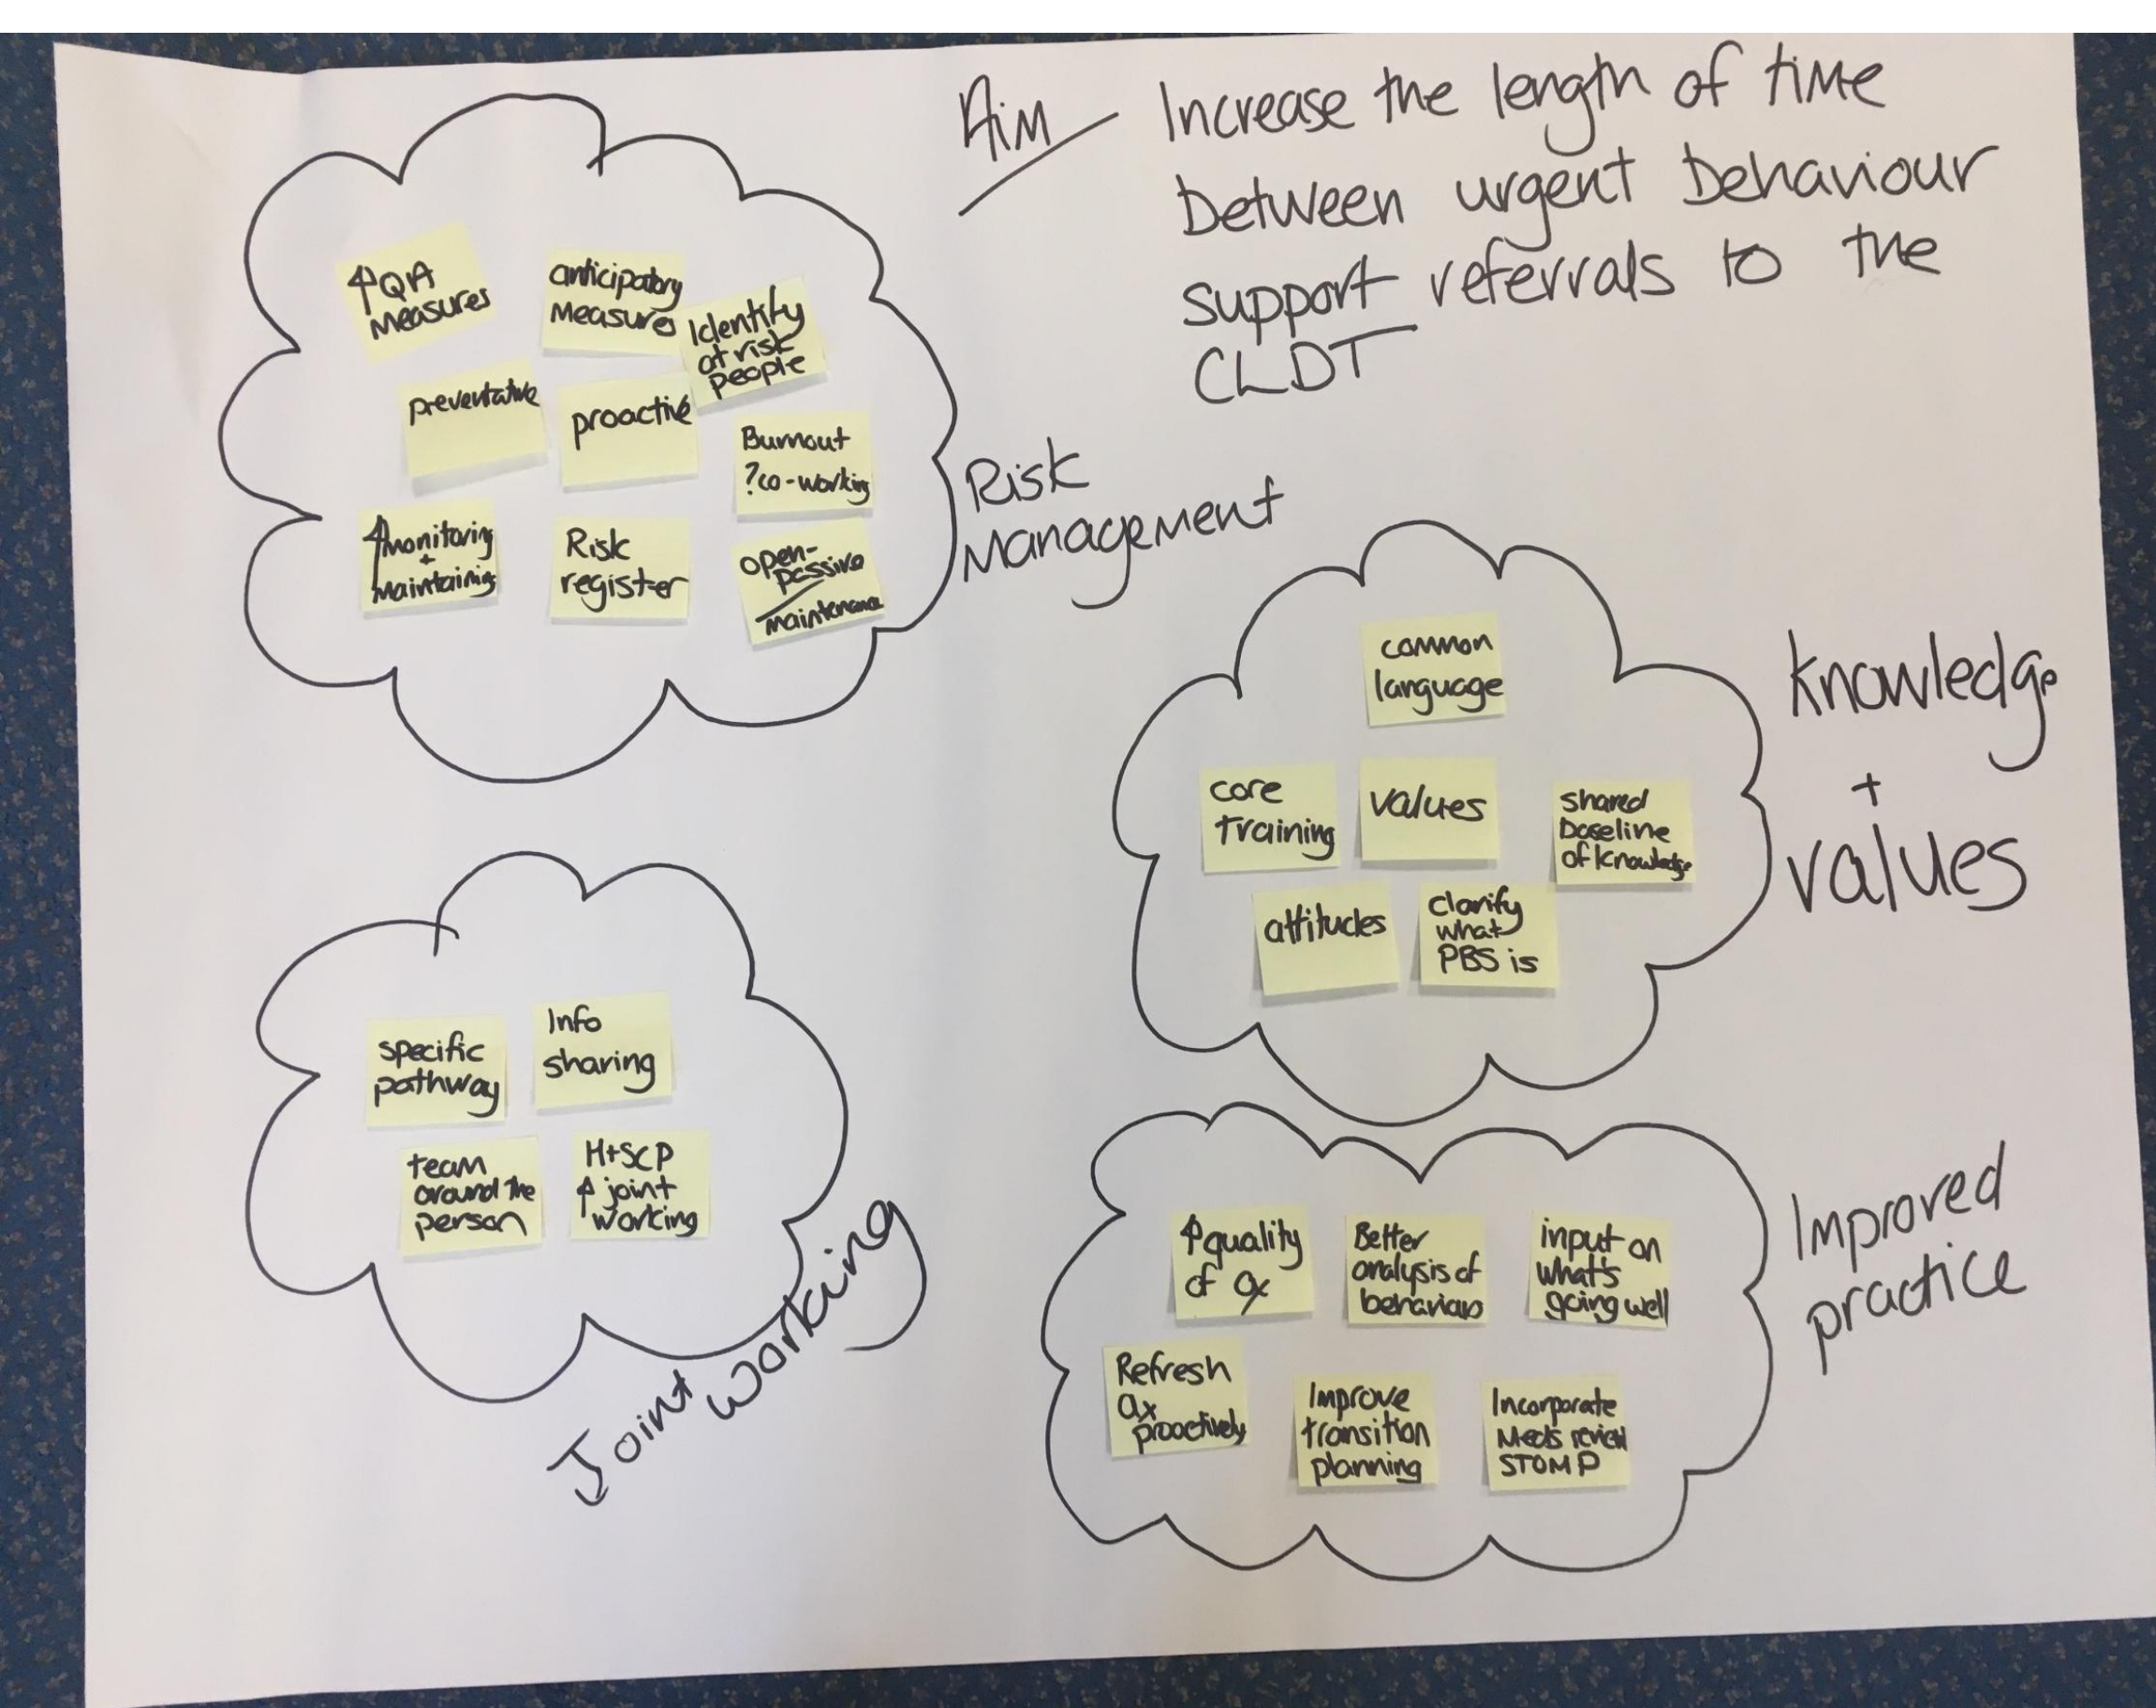 Aim
Increase the length of time
between urgent behaviour
support referrals to the
CLDT
↑QA
measures
anticipatory
measures
Identify
at risk
people
preventative
proactive
Burnout
?co-working
↑monitoring
+
maintaining
Risk
register
open-
passive
maintenance
Risk
Management
common
language
core
training
values
shared
baseline
of knowledge
attitudes
clarify
what
PBS is
knowledge
+
values
specific
pathway
Info
sharing
team
around the
person
H+SCP
↑ joint
working
Joint working
↑quality
of ax
Better
analysis of
behaviors
input on
what's
going well
Refresh
ax
proactively
Improve
transition
planning
Incorporate
Meds review
STOMP
Improved
practice